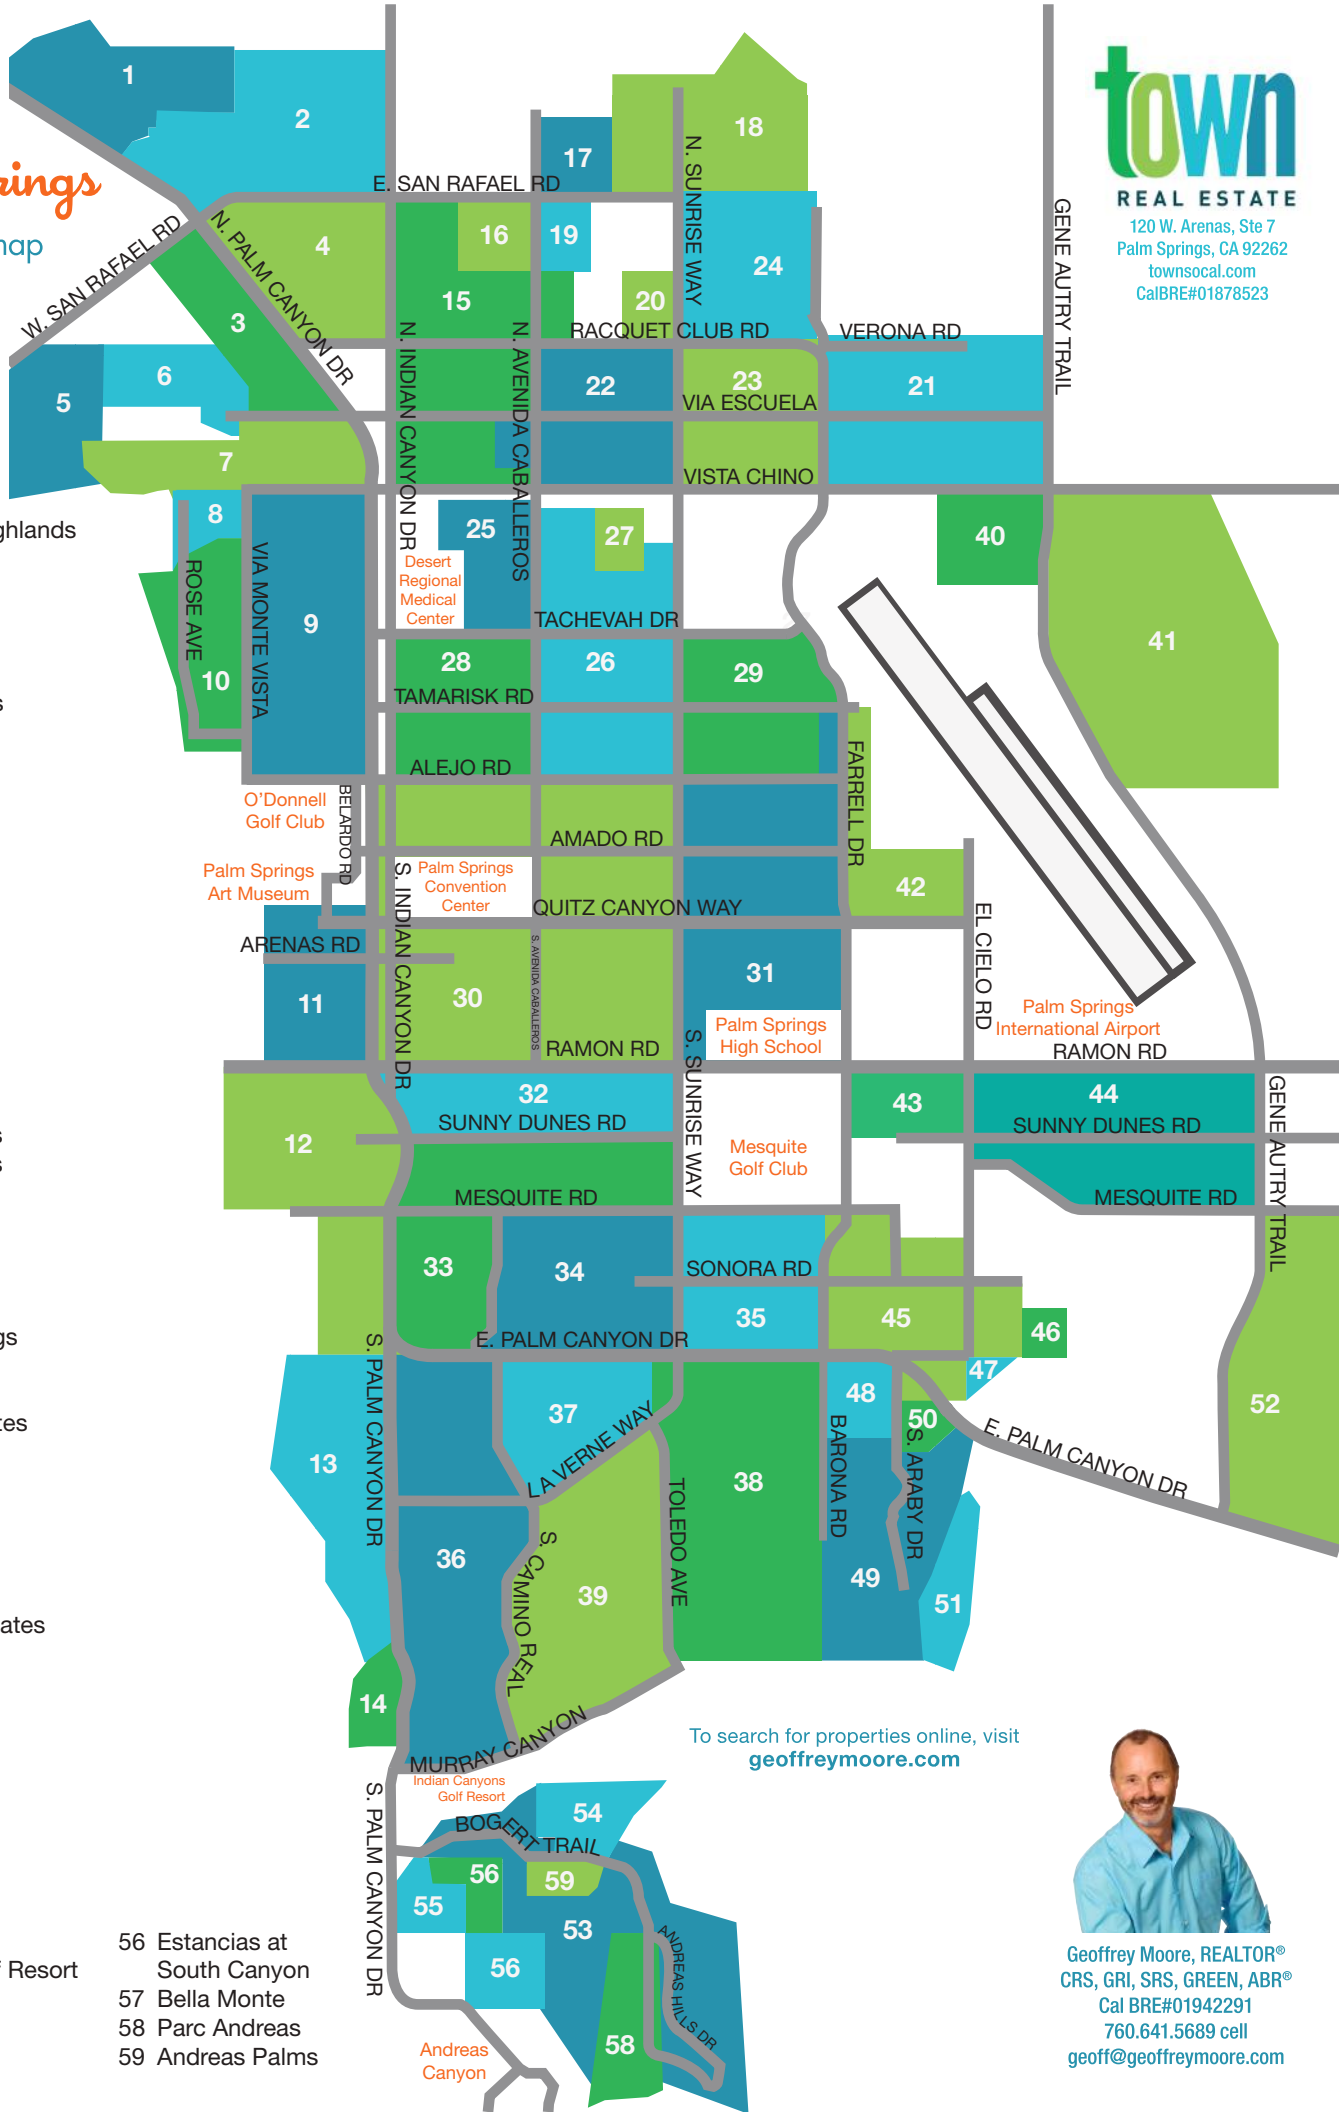 town
REAL ESTATE
120 W. Arenas, Ste 7
Palm Springs, CA 92262
townsocal.com
CalBRE#01878523
rings
map
1
2
3
4
5
6
7
8
9
10
11
12
13
14
15
16
17
18
19
20
21
22
23
24
25
26
27
28
29
30
31
32
33
34
35
36
37
38
39
40
41
42
43
44
45
46
47
48
49
50
51
52
53
54
55
56
56
58
59
E. SAN RAFAEL RD
W. SAN RAFAEL RD
N. PALM CANYON DR
N. INDIAN CANYON DR
N. AVENIDA CABALLEROS
N. SUNRISE WAY
GENE AUTRY TRAIL
RACQUET CLUB RD
VERONA RD
VIA ESCUELA
VISTA CHINO
ROSE AVE
VIA MONTE VISTA
Desert
Regional
Medical
Center
TACHEVAH DR
TAMARISK RD
ALEJO RD
FARRELL DR
O'Donnell
Golf Club
BELARDO RD
AMADO RD
Palm Springs
Art Museum
Palm Springs
Convention
Center
S. INDIAN CANYON DR
QUITZ CANYON WAY
ARENAS RD
S. AVENIDA CABALLEROS
EL CIELO RD
Palm Springs
International Airport
Palm Springs
High School
RAMON RD
RAMON RD
S. SUNRISE WAY
SUNNY DUNES RD
SUNNY DUNES RD
Mesquite
Golf Club
GENE AUTRY TRAIL
MESQUITE RD
MESQUITE RD
SONORA RD
E. PALM CANYON DR
S. PALM CANYON DR
LA VERNE WAY
TOLEDO AVE
BARONA RD
S. ARABY DR
E. PALM CANYON DR
S. CAMINO REAL
MURRAY CANYON
Indian Canyons
Golf Resort
BOGERT TRAIL
S. PALM CANYON DR
ANDREAS HILLS DR
Andreas
Canyon
ghlands
s
s
s
gs
tes
ates
f Resort
56 Estancias at
South Canyon
57 Bella Monte
58 Parc Andreas
59 Andreas Palms
To search for properties online, visit
geoffreymoore.com
Geoffrey Moore, REALTOR®
CRS, GRI, SRS, GREEN, ABR®
Cal BRE#01942291
760.641.5689 cell
geoff@geoffreymoore.com